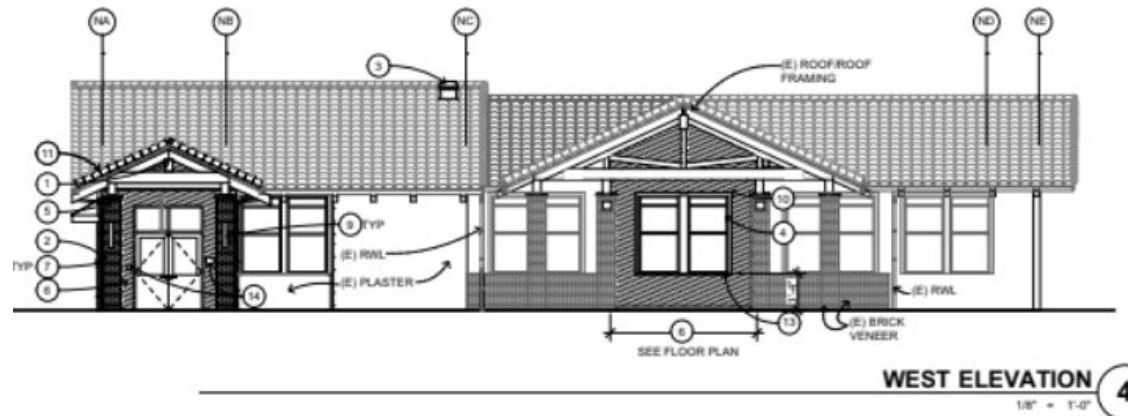 NA
NB
NC
ND
NE
3
(E) ROOF/ROOF
FRAMING
11
1
5
10
9
TYP
4
2
(E) RWL
TYP
7
(E) PLASTER
6
14
(E) RWL
13
(E) BRICK
VENEER
6
SEE FLOOR PLAN
WEST ELEVATION
4
1/8" = 1'-0"